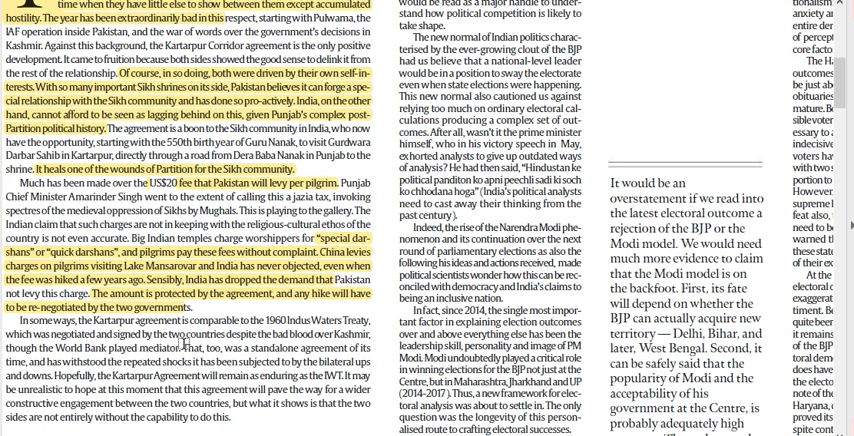 time when they have little else to show between them except accumulated
hostility. The year has been extraordinarily bad in this respect, starting with Pulwama, the
IAF operation inside Pakistan, and the war of words over the government's decisions in
Kashmir. Against this background, the Kartarpur Corridor agreement is the only positive
development. It came to fruition because both sides showed the good sense to delink it from
the rest of the relationship. Of course, in so doing, both were driven by their own self-in-
terests. With so many important Sikh shrines on its side, Pakistan believes it can forge a spe-
cial relationship with the Sikh community and has done so pro-actively. India, on the other
hand, cannot afford to be seen as lagging behind on this, given Punjab's complex post-
Partition political history. The agreement is a boon to the Sikh community in India, who now
have the opportunity, starting with the 550th birth year of Guru Nanak, to visit Gurdwara
Darbar Sahib in Kartarpur, directly through a road from Dera Baba Nanak in Punjab to the
shrine. It heals one of the wounds of Partition for the Sikh community.
Much has been made over the US$20 fee that Pakistan will levy per pilgrim. Punjab
Chief Minister Amarinder Singh went to the extent of calling this a jazia tax, invoking
spectres of the medieval oppression of Sikhs by Mughals. This is playing to the gallery. The
Indian claim that such charges are not in keeping with the religious-cultural ethos of the
country is not even accurate. Big Indian temples charge worshippers for "special dar-
shans" or "quick darshans", and pilgrims pay these fees without complaint. China levies
charges on pilgrims visiting Lake Mansarovar and India has never objected, even when
the fee was hiked a few years ago. Sensibly, India has dropped the demand that Pakistan
not levy this charge. The amount is protected by the agreement, and any hike will have
to be re-negotiated by the two governments.
In some ways, the Kartarpur agreement is comparable to the 1960 Indus Waters Treaty,
which was negotiated and signed by the two countries despite the bad blood over Kashmir,
though the World Bank played mediator. That, too, was a standalone agreement of its
time, and has withstood the repeated shocks it has been subjected to by the bilateral ups
and downs. Hopefully, the Kartarpur Agreement will remain as enduring as the IWT. It may
be unrealistic to hope at this moment that this agreement will pave the way for a wider
constructive engagement between the two countries, but what it shows is that the two
sides are not entirely without the capability to do this.
would be read as a major handle to under-
stand how political competition is likely to
take shape.
The new normal of Indian politics charac-
terised by the ever-growing clout of the BJP
had us believe that a national-level leader
would be in a position to sway the electorate
even when state elections were happening.
This new normal also cautioned us against
relying too much on ordinary electoral cal-
culations producing a complex set of out-
comes. After all, wasn't it the prime minister
himself, who in his victory speech in May,
exhorted analysts to give up outdated ways
of analysis? He had then said, "Hindustan ke
political panditon ko apni peechli sadi ki soch
ko chhodana hoga" (India's political analysts
need to cast away their thinking from the
past century).
Indeed, the rise of the Narendra Modi phe-
nomenon and its continuation over the next
round of parliamentary elections as also the
following his ideas and actions received, made
political scientists wonder how this can be rec-
onciled with democracy and India's claims to
being an inclusive nation.
In fact, since 2014, the single most impor-
tant factor in explaining election outcomes
over and above everything else has been the
leadership skill, personality and image of PM
Modi. Modi undoubtedly played a critical role
in winning elections for the BJP not just at the
Centre, but in Maharashtra, Jharkhand and UP
(2014-2017). Thus, a new framework for elec-
toral analysis was about to settle in. The only
question was the longevity of this person-
alised route to crafting electoral successes.
It would be an
overstatement if we read into
the latest electoral outcome a
rejection of the BJP or the
Modi model. We would need
much more evidence to claim
that the Modi model is on
the backfoot. First, its fate
will depend on whether the
BJP can actually acquire new
territory — Delhi, Bihar, and
later, West Bengal. Second, it
can be safely said that the
popularity of Modi and the
acceptability of his
government at the Centre, is
probably adequately high